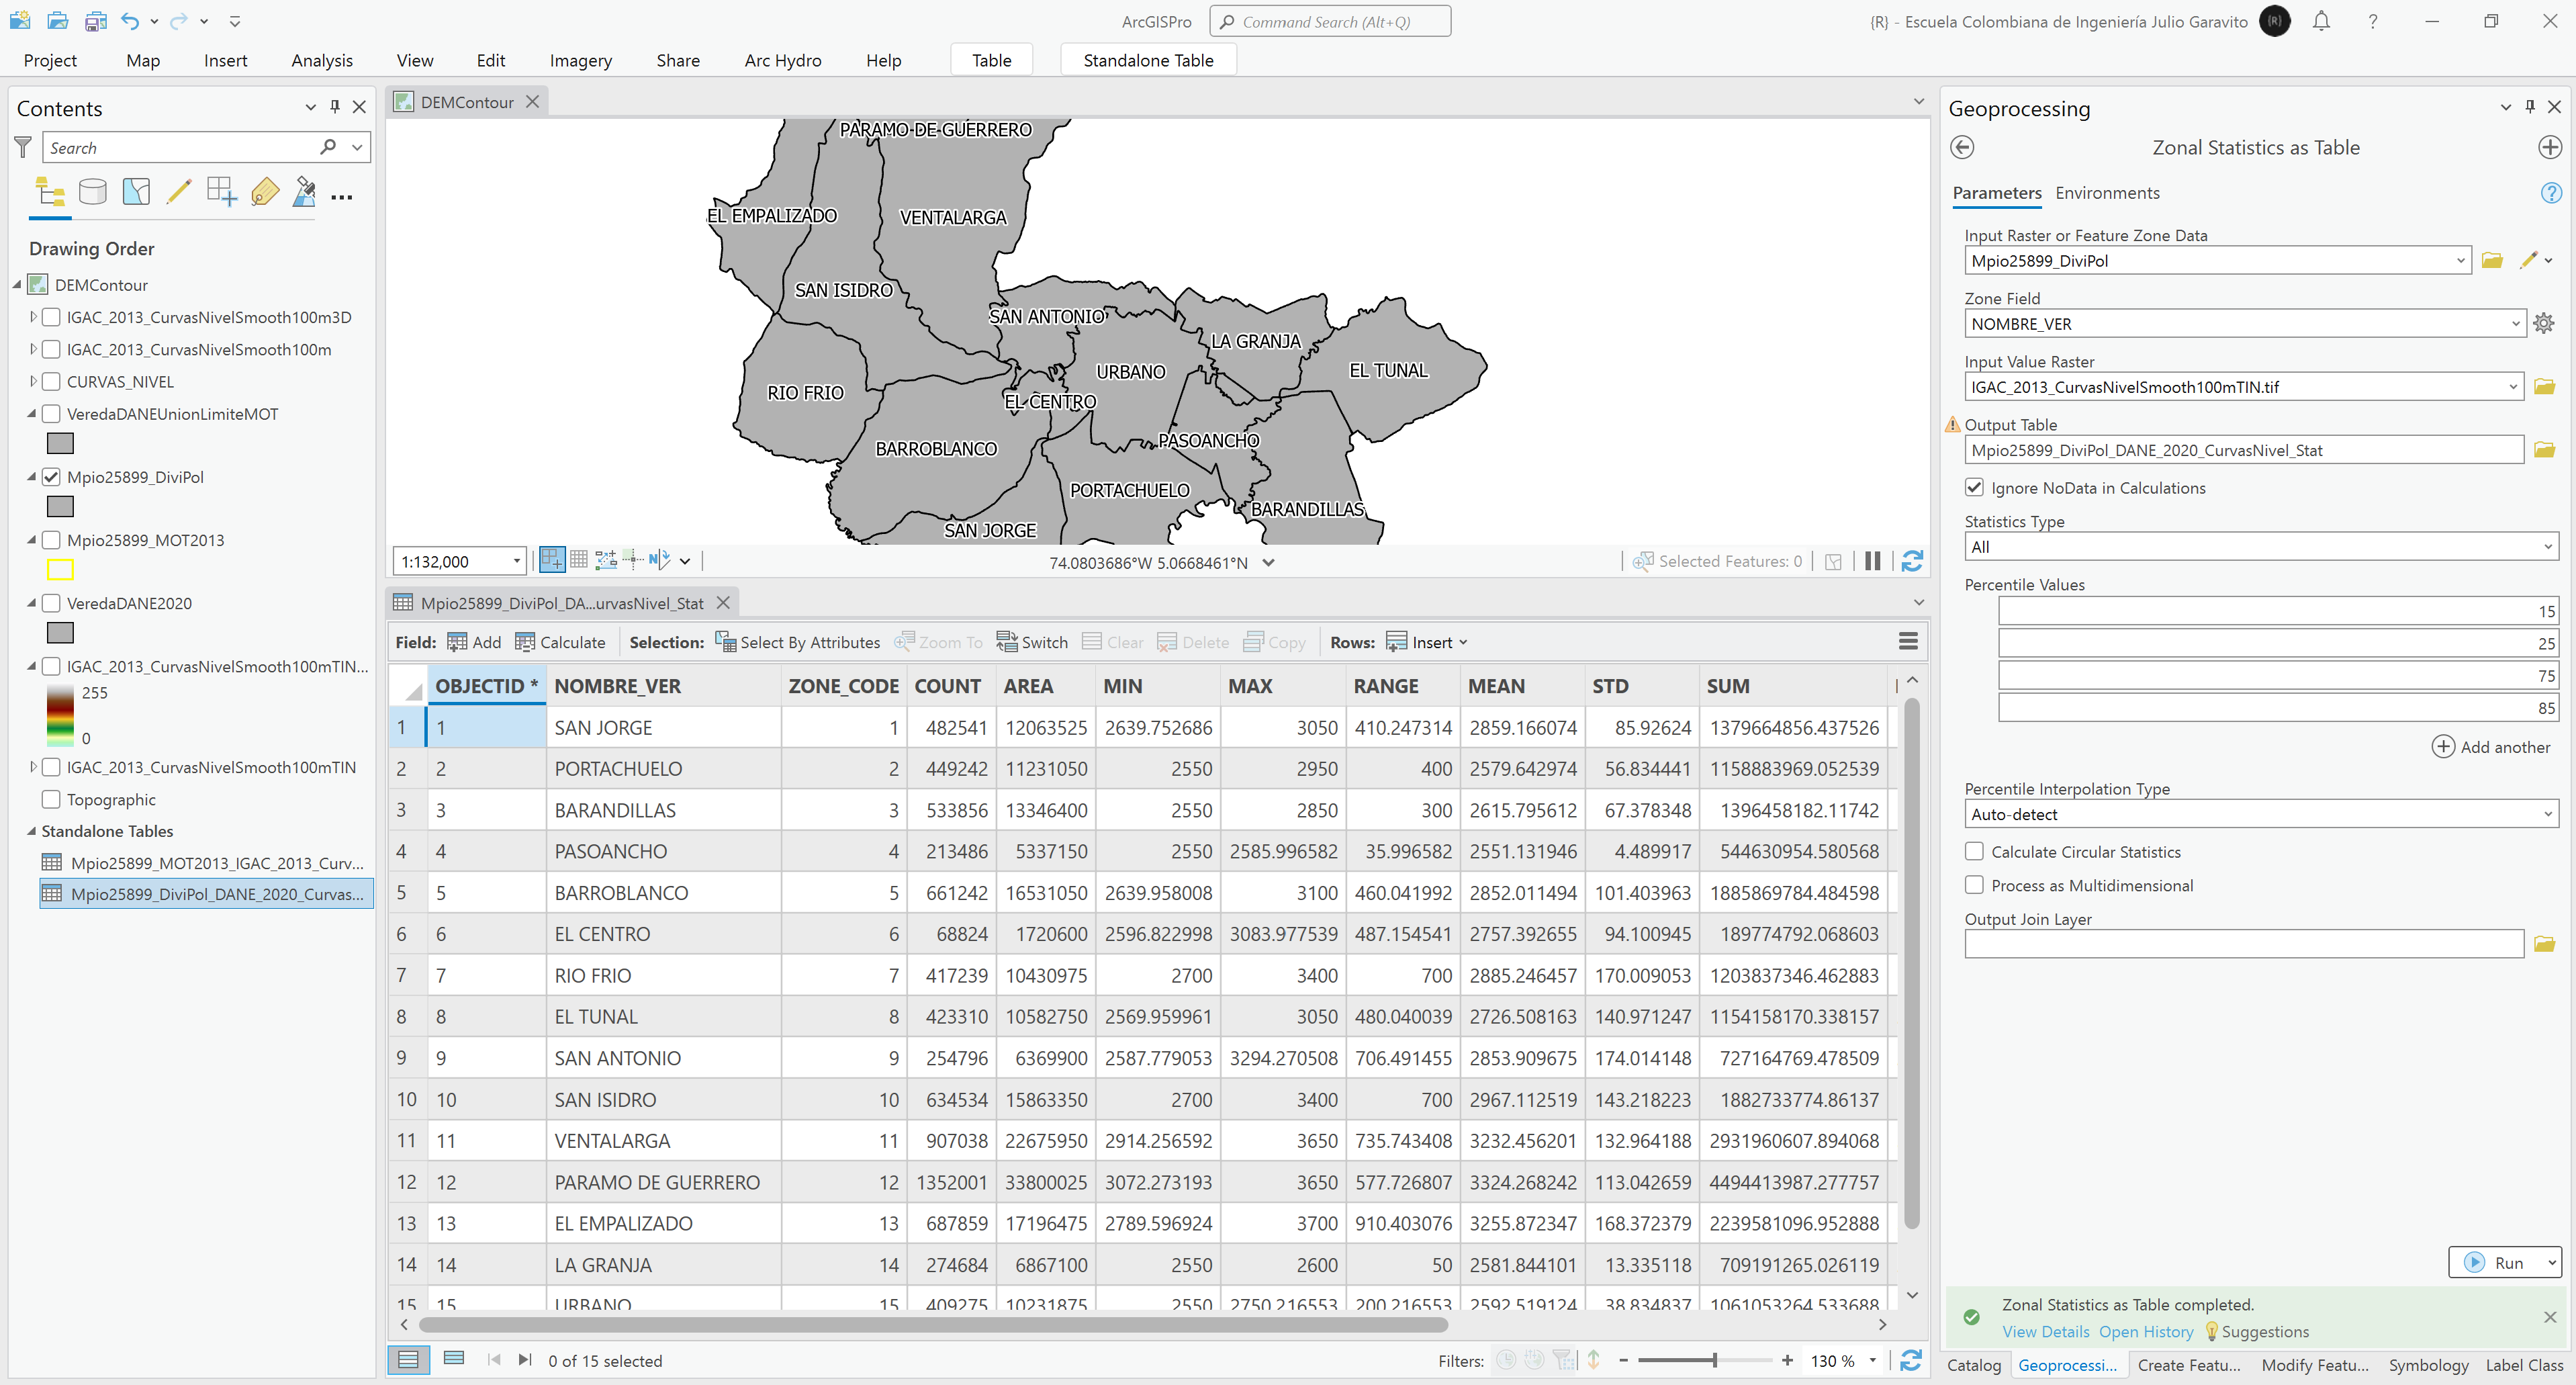 ArcGISPro
Command Search (Alt+Q)
{R} - Escuela Colombiana de Ingeniería Julio Garavito
(R)
Project Map Insert Analysis View Edit Imagery Share Arc Hydro Help Table Standalone Table
Contents
Search
Drawing Order
DEMContour
IGAC_2013_CurvasNivelSmooth100m3D
IGAC_2013_CurvasNivelSmooth100m
CURVAS_NIVEL
VeredaDANEUnionLimiteMOT
Mpio25899_DiviPol
Mpio25899_MOT2013
VeredaDANE2020
IGAC_2013_CurvasNivelSmooth100mTIN...
255
0
IGAC_2013_CurvasNivelSmooth100mTIN
Topographic
Standalone Tables
Mpio25899_MOT2013_IGAC_2013_Curv...
Mpio25899_DiviPol_DANE_2020_Curvas...
DEMContour
PARAMO DE GUERRERO
EL EMPALIZADO
VENTALARGA
SAN ISIDRO
SAN ANTONIO
LA GRANJA
URBANO
EL TUNAL
RIO FRIO
EL CENTRO
PASOANCHO
BARROBLANCO
PORTACHUELO
BARANDILLAS
SAN JORGE
1:132,000
74.0803686°W 5.0668461°N
Selected Features: 0
Mpio25899_DiviPol_DA...urvasNivel_Stat
Field: Add Calculate Selection: Select By Attributes Zoom To Switch Clear Delete Copy Rows: Insert
OBJECTID * NOMBRE_VER ZONE_CODE COUNT AREA MIN MAX RANGE MEAN STD SUM
1 1 SAN JORGE 1 482541 12063525 2639.752686 3050 410.247314 2859.166074 85.92624 1379664856.437526
2 2 PORTACHUELO 2 449242 11231050 2550 2950 400 2579.642974 56.834441 1158883969.052539
3 3 BARANDILLAS 3 533856 13346400 2550 2850 300 2615.795612 67.378348 1396458182.11742
4 4 PASOANCHO 4 213486 5337150 2550 2585.996582 35.996582 2551.131946 4.489917 544630954.580568
5 5 BARROBLANCO 5 661242 16531050 2639.958008 3100 460.041992 2852.011494 101.403963 1885869784.484598
6 6 EL CENTRO 6 68824 1720600 2596.822998 3083.977539 487.154541 2757.392655 94.100945 189774792.068603
7 7 RIO FRIO 7 417239 10430975 2700 3400 700 2885.246457 170.009053 1203837346.462883
8 8 EL TUNAL 8 423310 10582750 2569.959961 3050 480.040039 2726.508163 140.971247 1154158170.338157
9 9 SAN ANTONIO 9 254796 6369900 2587.779053 3294.270508 706.491455 2853.909675 174.014148 727164769.478509
10 10 SAN ISIDRO 10 634534 15863350 2700 3400 700 2967.112519 143.218223 1882733774.86137
11 11 VENTALARGA 11 907038 22675950 2914.256592 3650 735.743408 3232.456201 132.964188 2931960607.894068
12 12 PARAMO DE GUERRERO 12 1352001 33800025 3072.273193 3650 577.726807 3324.268242 113.042659 4494413987.277757
13 13 EL EMPALIZADO 13 687859 17196475 2789.596924 3700 910.403076 3255.872347 168.372379 2239581096.952888
14 14 LA GRANJA 14 274684 6867100 2550 2600 50 2581.844101 13.335118 709191265.026119
15 15 URBANO 15 409275 10231875 2550 2750.216553 200.216553 2592.519124 38.834837 1061053264.533688
0 of 15 selected
Filters:
130 %
Geoprocessing
Zonal Statistics as Table
Parameters Environments
Input Raster or Feature Zone Data
Mpio25899_DiviPol
Zone Field
NOMBRE_VER
Input Value Raster
IGAC_2013_CurvasNivelSmooth100mTIN.tif
Output Table
Mpio25899_DiviPol_DANE_2020_CurvasNivel_Stat
Ignore NoData in Calculations
Statistics Type
All
Percentile Values
15
25
75
85
Add another
Percentile Interpolation Type
Auto-detect
Calculate Circular Statistics
Process as Multidimensional
Output Join Layer
Run
Zonal Statistics as Table completed.
View Details Open History Suggestions
Catalog Geoprocessi... Create Featu... Modify Featu... Symbology Label Class